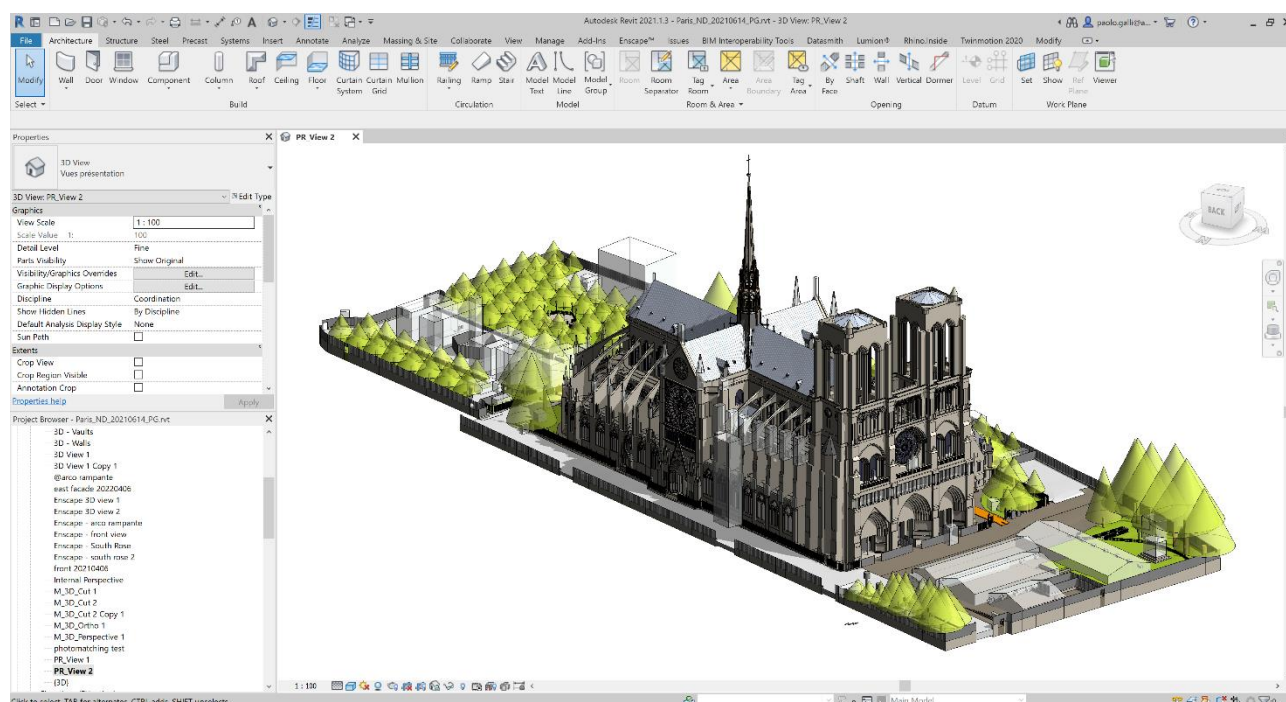 Autodesk Revit 2021.1.3 - Paris_ND_20210614_PG.rvt - 3D View: PR_View 2
File Architecture Structure Steel Precast Systems Insert Annotate Analyze Massing & Site Collaborate View Manage Add-Ins Enscape™ Issues BIM Interoperability Tools Datasmith Lumion® Rhino.Inside Twinmotion 2020 Modify
Modify Wall Door Window Component Column Roof Ceiling Floor Curtain System Curtain Grid Mullion Railing Ramp Stair Model Text Model Line Model Group Room Room Separator Tag Room Area Area Boundary Tag Area By Face Shaft Wall Vertical Dormer Level Grid Set Show Ref Plane Viewer
Select Build Circulation Model Room & Area Opening Datum Work Plane
Properties
PR_View 2
3D View
Vues présentation
3D View: PR_View 2 Edit Type
Graphics
View Scale 1 : 100
Scale Value 1: 100
Detail Level Fine
Parts Visibility Show Original
Visibility/Graphics Overrides Edit...
Graphic Display Options Edit...
Discipline Coordination
Show Hidden Lines By Discipline
Default Analysis Display Style None
Sun Path
Extents
Crop View
Crop Region Visible
Annotation Crop
Properties help Apply
Project Browser - Paris_ND_20210614_PG.rvt
3D - Vaults
3D - Walls
3D View 1
3D View 1 Copy 1
@arco rampante
east facade 20220406
Enscape 3D view 1
Enscape 3D view 2
Enscape - arco rampante
Enscape - front view
Enscape - South Rose
Enscape - south rose 2
front 20210406
Internal Perspective
M_3D_Cut 1
M_3D_Cut 2
M_3D_Cut 2 Copy 1
M_3D_Ortho 1
M_3D_Perspective 1
photomatching test
PR_View 1
PR_View 2
{3D}
BACK
1 : 100
Click to select, TAB for alternates, CTRL adds, SHIFT unselects.
Main Model